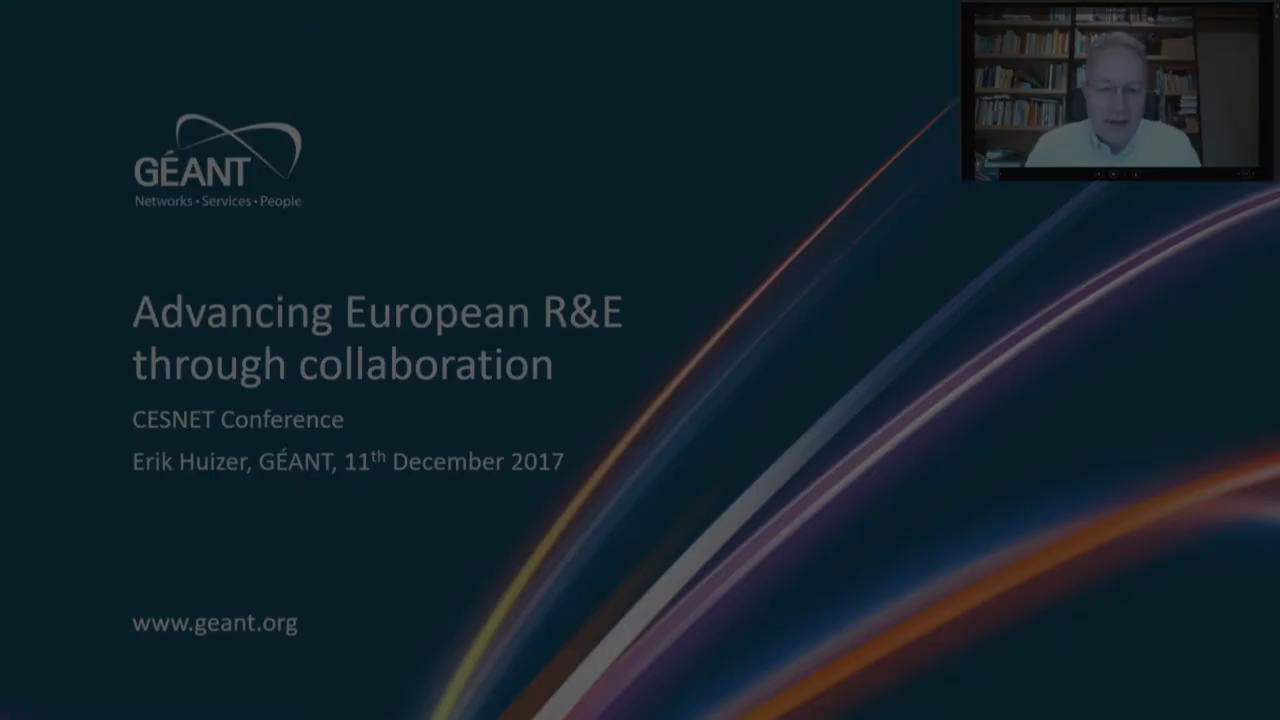 GÉANT
Networks • Services • People
Advancing European R&E
through collaboration
CESNET Conference
Erik Huizer, GÉANT, 11th December 2017
www.geant.org